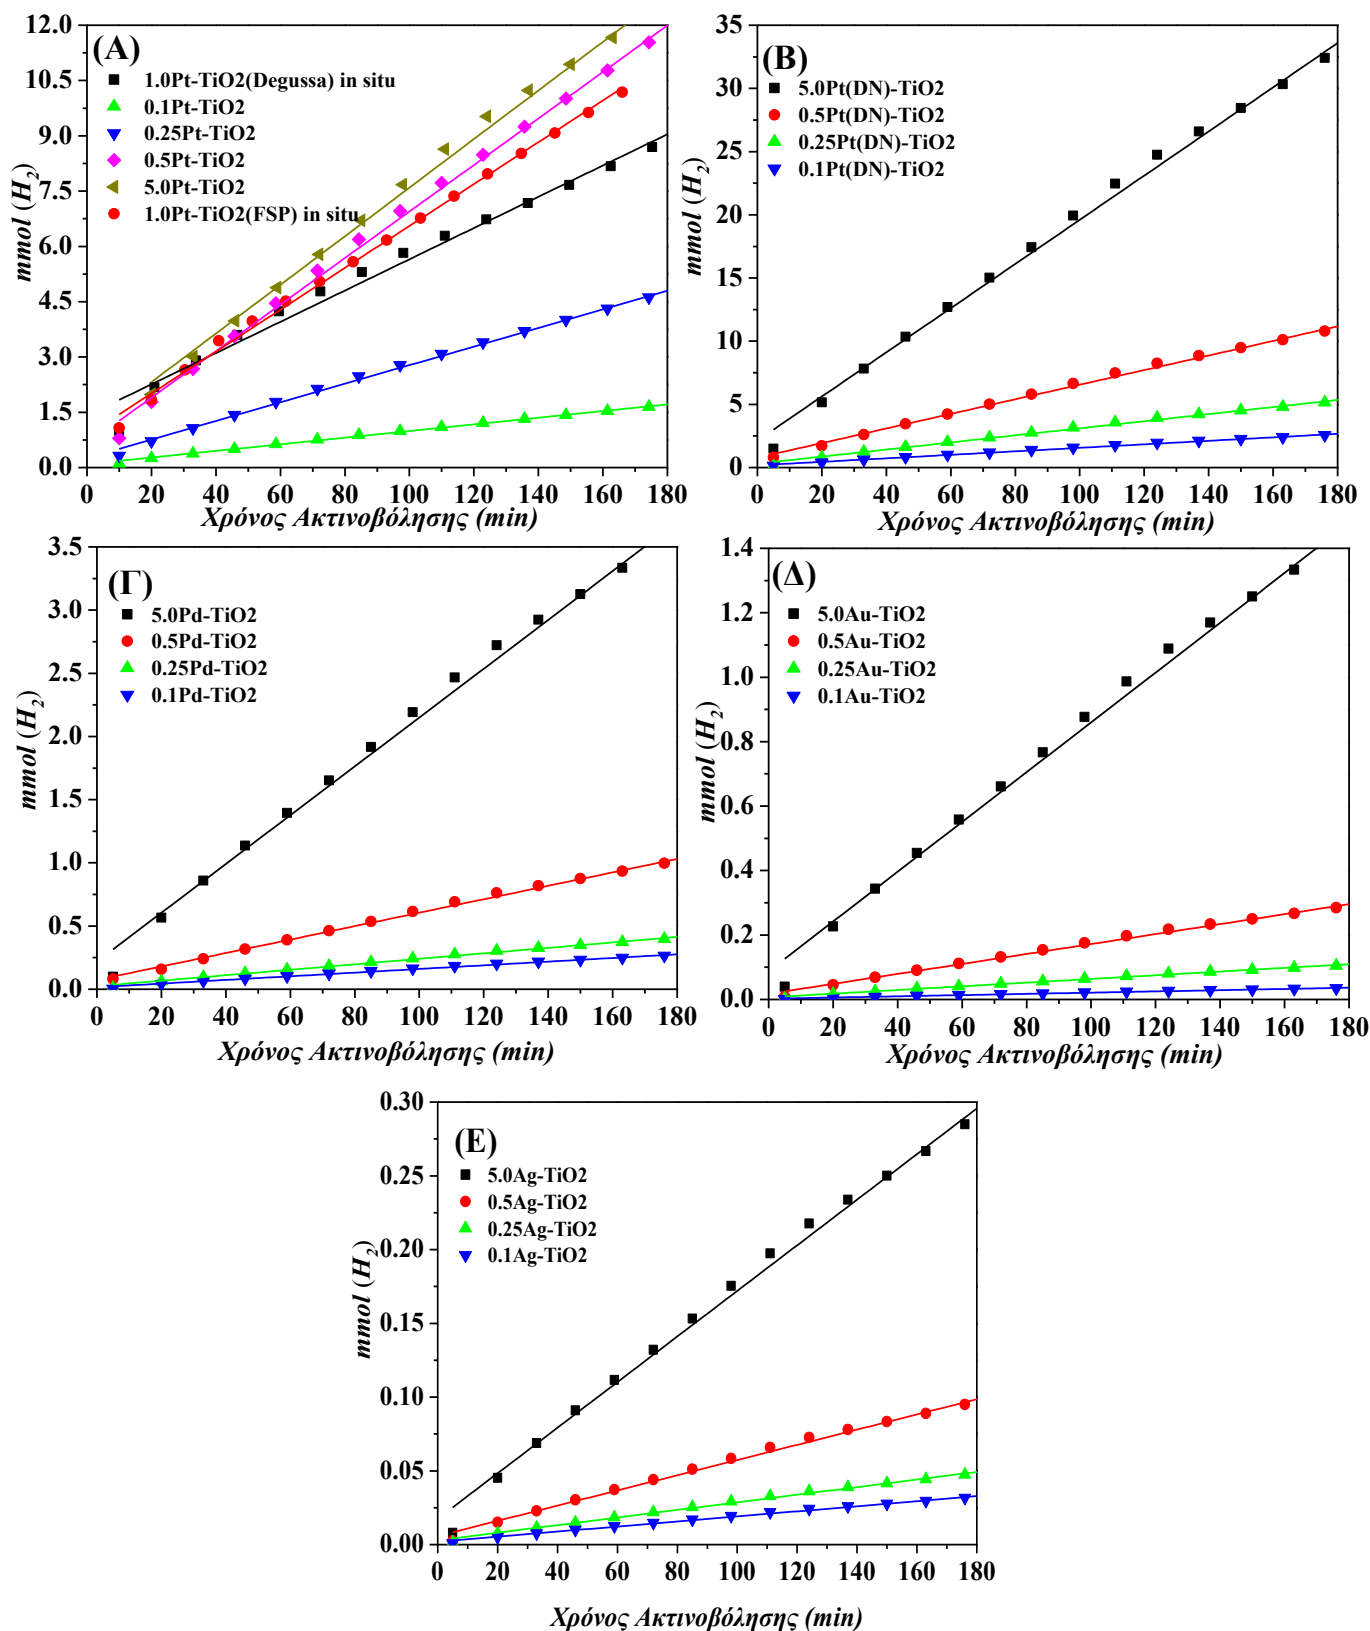 (A)
1.0Pt-TiO2(Degussa) in situ
0.1Pt-TiO2
0.25Pt-TiO2
0.5Pt-TiO2
5.0Pt-TiO2
1.0Pt-TiO2(FSP) in situ
mmol (H2)
12.0
10.5
9.0
7.5
6.0
4.5
3.0
1.5
0.0
0 20 40 60 80 100 120 140 160 180
Χρόνος Ακτινοβόλησης (min)
(B)
5.0Pt(DN)-TiO2
0.5Pt(DN)-TiO2
0.25Pt(DN)-TiO2
0.1Pt(DN)-TiO2
mmol (H2)
35
30
25
20
15
10
5
0
0 20 40 60 80 100 120 140 160 180
Χρόνος Ακτινοβόλησης (min)
(Γ)
5.0Pd-TiO2
0.5Pd-TiO2
0.25Pd-TiO2
0.1Pd-TiO2
mmol (H2)
3.5
3.0
2.5
2.0
1.5
1.0
0.5
0.0
0 20 40 60 80 100 120 140 160 180
Χρόνος Ακτινοβόλησης (min)
(Δ)
5.0Au-TiO2
0.5Au-TiO2
0.25Au-TiO2
0.1Au-TiO2
mmol (H2)
1.4
1.2
1.0
0.8
0.6
0.4
0.2
0.0
0 20 40 60 80 100 120 140 160 180
Χρόνος Ακτινοβόλησης (min)
(E)
5.0Ag-TiO2
0.5Ag-TiO2
0.25Ag-TiO2
0.1Ag-TiO2
mmol (H2)
0.30
0.25
0.20
0.15
0.10
0.05
0.00
0 20 40 60 80 100 120 140 160 180
Χρόνος Ακτινοβόλησης (min)